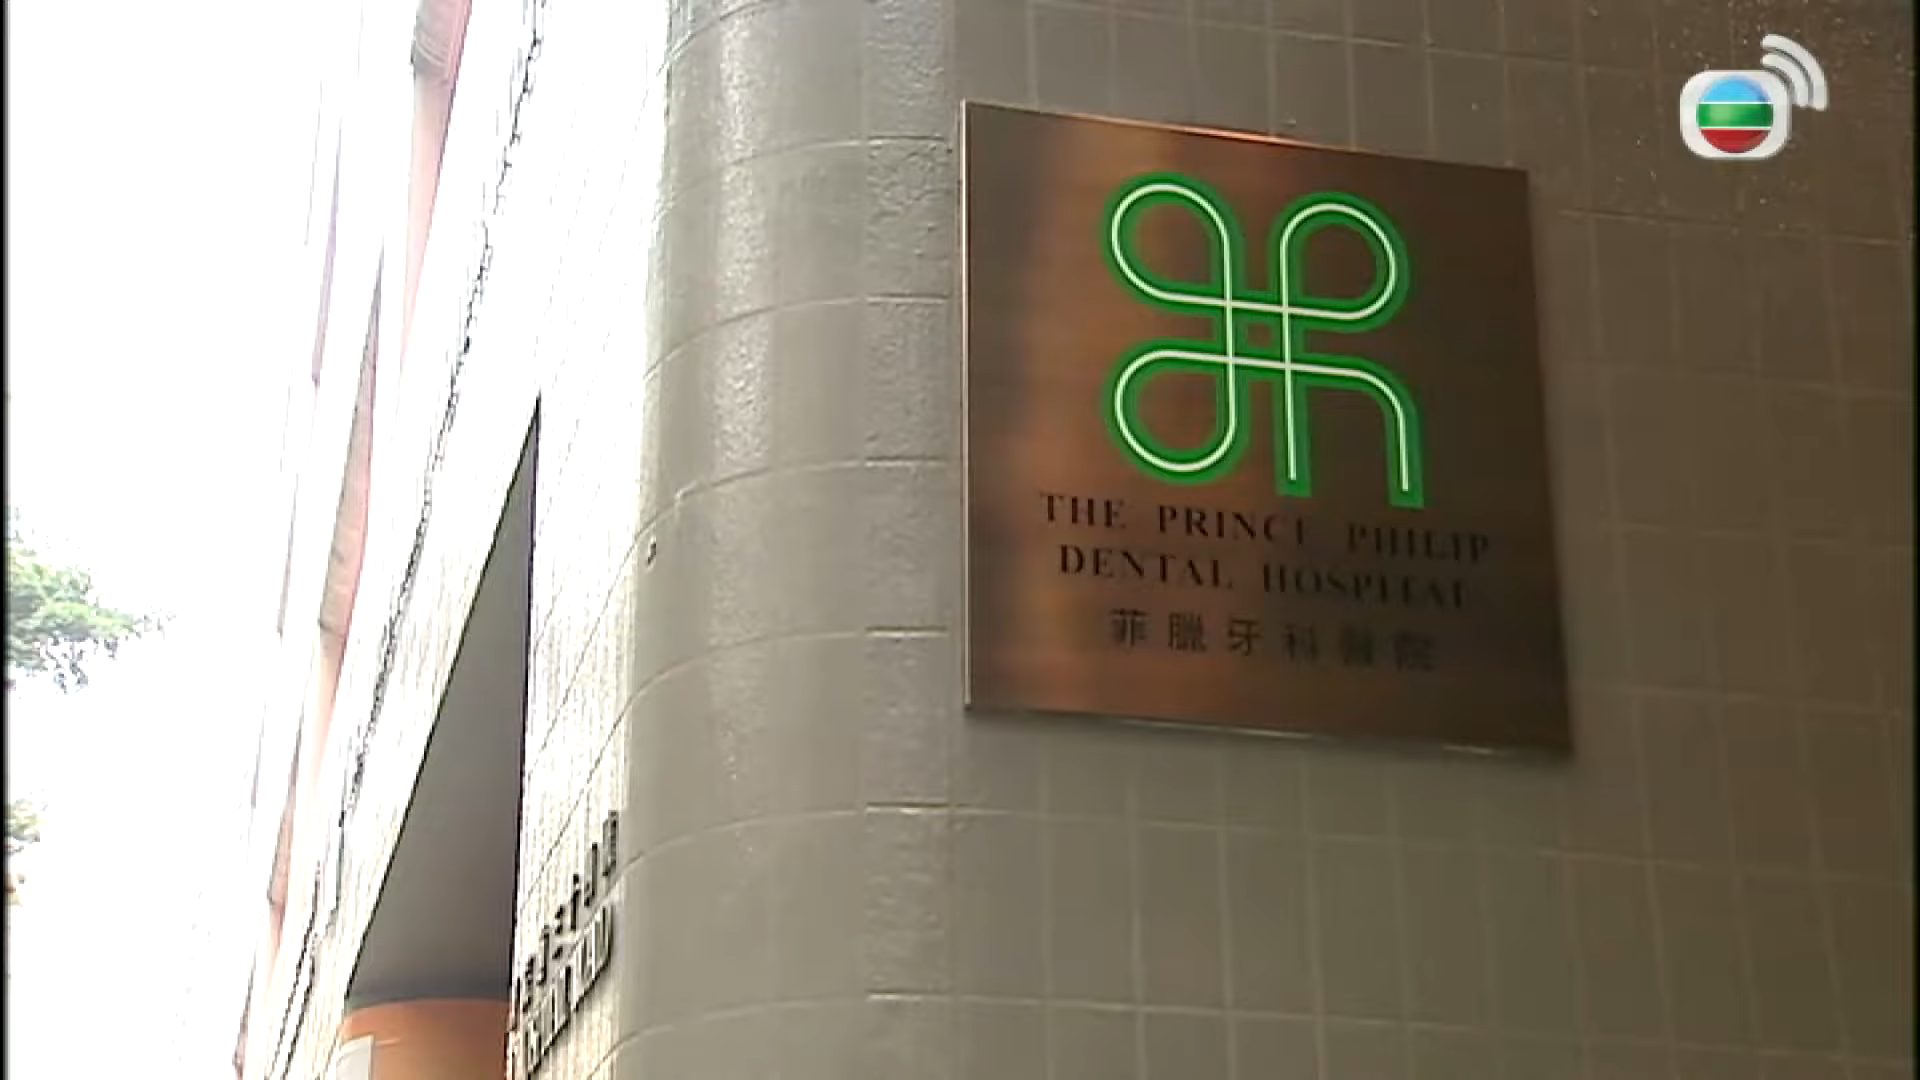 THE PRINCE PHILIP
DENTAL HOSPITAL
菲臘牙科醫院